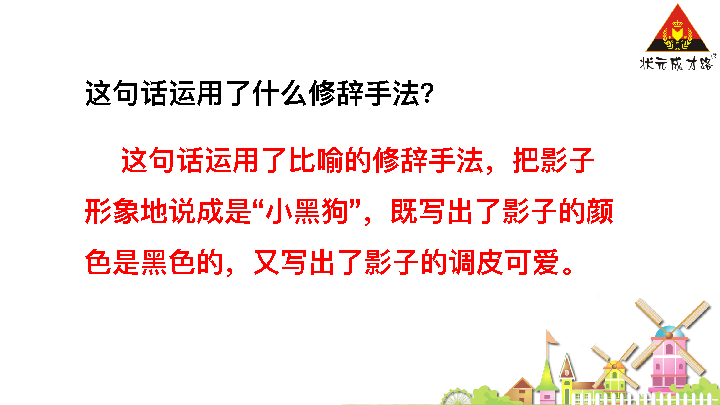 状元成才路
这句话运用了什么修辞手法？
这句话运用了比喻的修辞手法，把影子
形象地说成是“小黑狗”，既写出了影子的颜
色是黑色的，又写出了影子的调皮可爱。